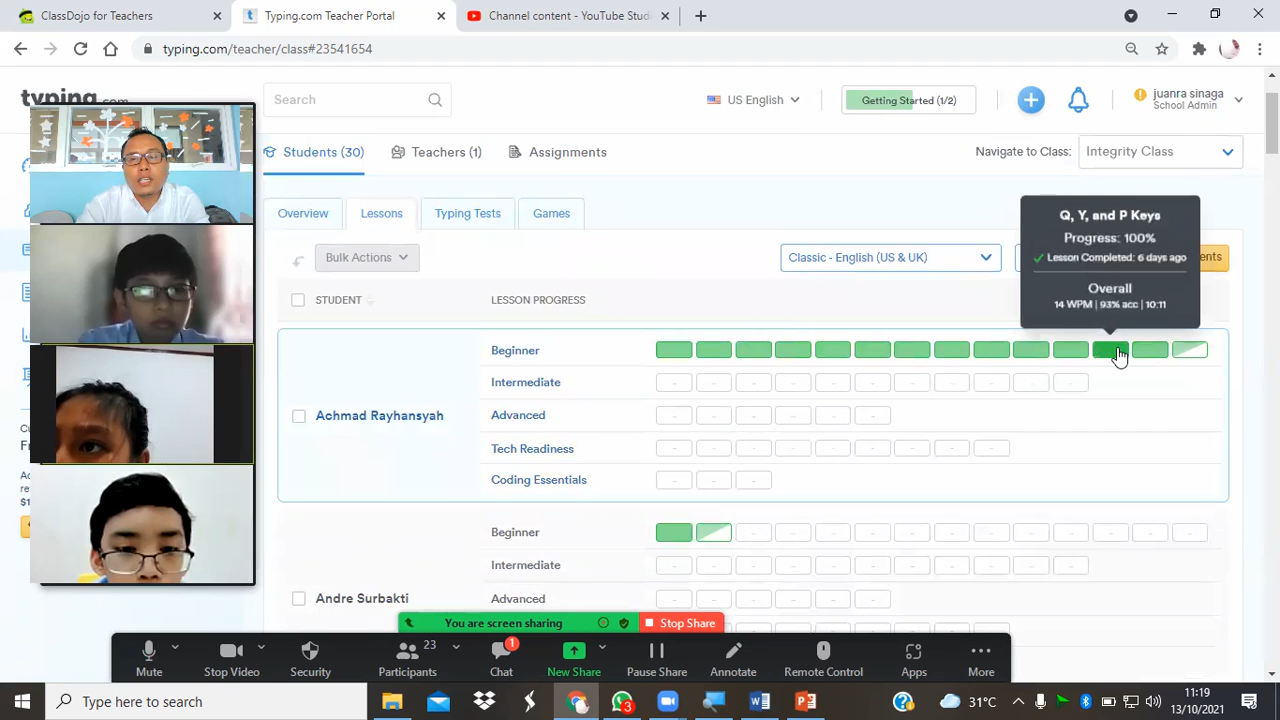 ClassDojo for Teachers
Typing.com Teacher Portal
Channel content - YouTube Studi
typing.com/teacher/class#23541654
typing.com
Search
US English
Getting Started (1/2)
juanra sinaga
School Admin
Students (30)
Teachers (1)
Assignments
Navigate to Class:
Integrity Class
Overview
Lessons
Typing Tests
Games
Q, Y, and P Keys
Progress: 100%
Lesson Completed: 6 days ago
Overall
14 WPM | 93% acc | 10:11
Bulk Actions
Classic - English (US & UK)
ents
STUDENT
LESSON PROGRESS
Beginner
Intermediate
Achmad Rayhansyah
Advanced
Tech Readiness
Coding Essentials
Beginner
Intermediate
Andre Surbakti
Advanced
You are screen sharing
Stop Share
23
1
Mute
Stop Video
Security
Participants
Chat
New Share
Pause Share
Annotate
Remote Control
Apps
More
Type here to search
3
31°C
11:19
13/10/2021